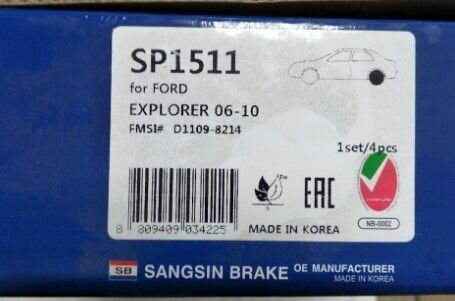 SP1511
for FORD
EXPLORER 06-10
FMSI# D1109-8214
1set/4pcs
EAC
NB-0002
8 809409 034225
MADE IN KOREA
SB SANGSIN BRAKE OE MANUFACTURER
MADE IN KOREA